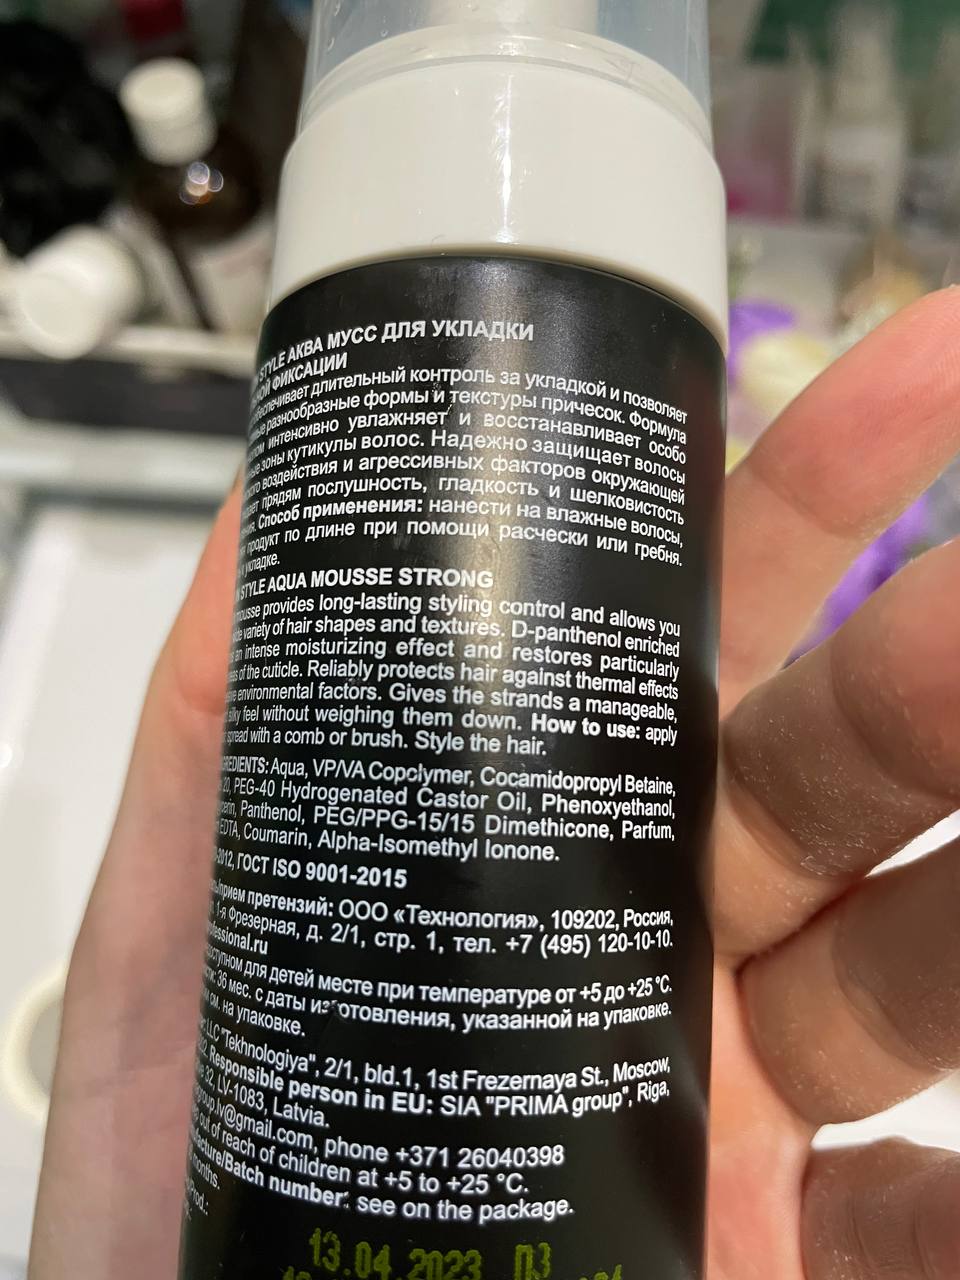 STYLE АКВА МУСС ДЛЯ УКЛАДКИ
ФИКСАЦИИ
длительный контроль за укладкой и позволяет
разнообразные формы и текстуры причесок. Формула
интенсивно увлажняет и восстанавливает особо
зоны кутикулы волос. Надежно защищает волосы
воздействия и агрессивных факторов окружающей
прядям послушность, гладкость и шелковистость
Способ применения: нанести на влажные волосы,
продукт по длине при помощи расчески или гребня.
укладке.
STYLE AQUA MOUSSE STRONG
mousse provides long-lasting styling control and allows you
variety of hair shapes and textures. D-panthenol enriched
an intense moisturizing effect and restores particularly
of the cuticle. Reliably protects hair against thermal effects
environmental factors. Gives the strands a manageable,
silky feel without weighing them down. How to use: apply
spread with a comb or brush. Style the hair.
Aqua, VP/VA Copolymer, Cocamidopropyl Betaine,
20, PEG-40 Hydrogenated Castor Oil, Phenoxyethanol,
Panthenol, PEG/PPG-15/15 Dimethicone, Parfum,
EDTA, Coumarin, Alpha-Isomethyl Ionone.
2012, ГОСТ ISO 9001-2015
прием претензий: ООО «Технология», 109202, Россия,
1-я Фрезерная, д. 2/1, стр. 1, тел. +7 (495) 120-10-10.
для детей месте при температуре от +5 до +25 °C.
36 мес. с даты изготовления, указанной на упаковке.
см. на упаковке.
LLC "Tekhnologiya", 2/1, bld.1, 1st Frezernaya St., Moscow,
Responsible person in EU: SIA "PRIMA group", Riga,
32, LV-1083, Latvia.
phone +371 26040398
out of reach of children at +5 to +25 °C.
Batch number: see on the package.
months.
13.04.2023 П3